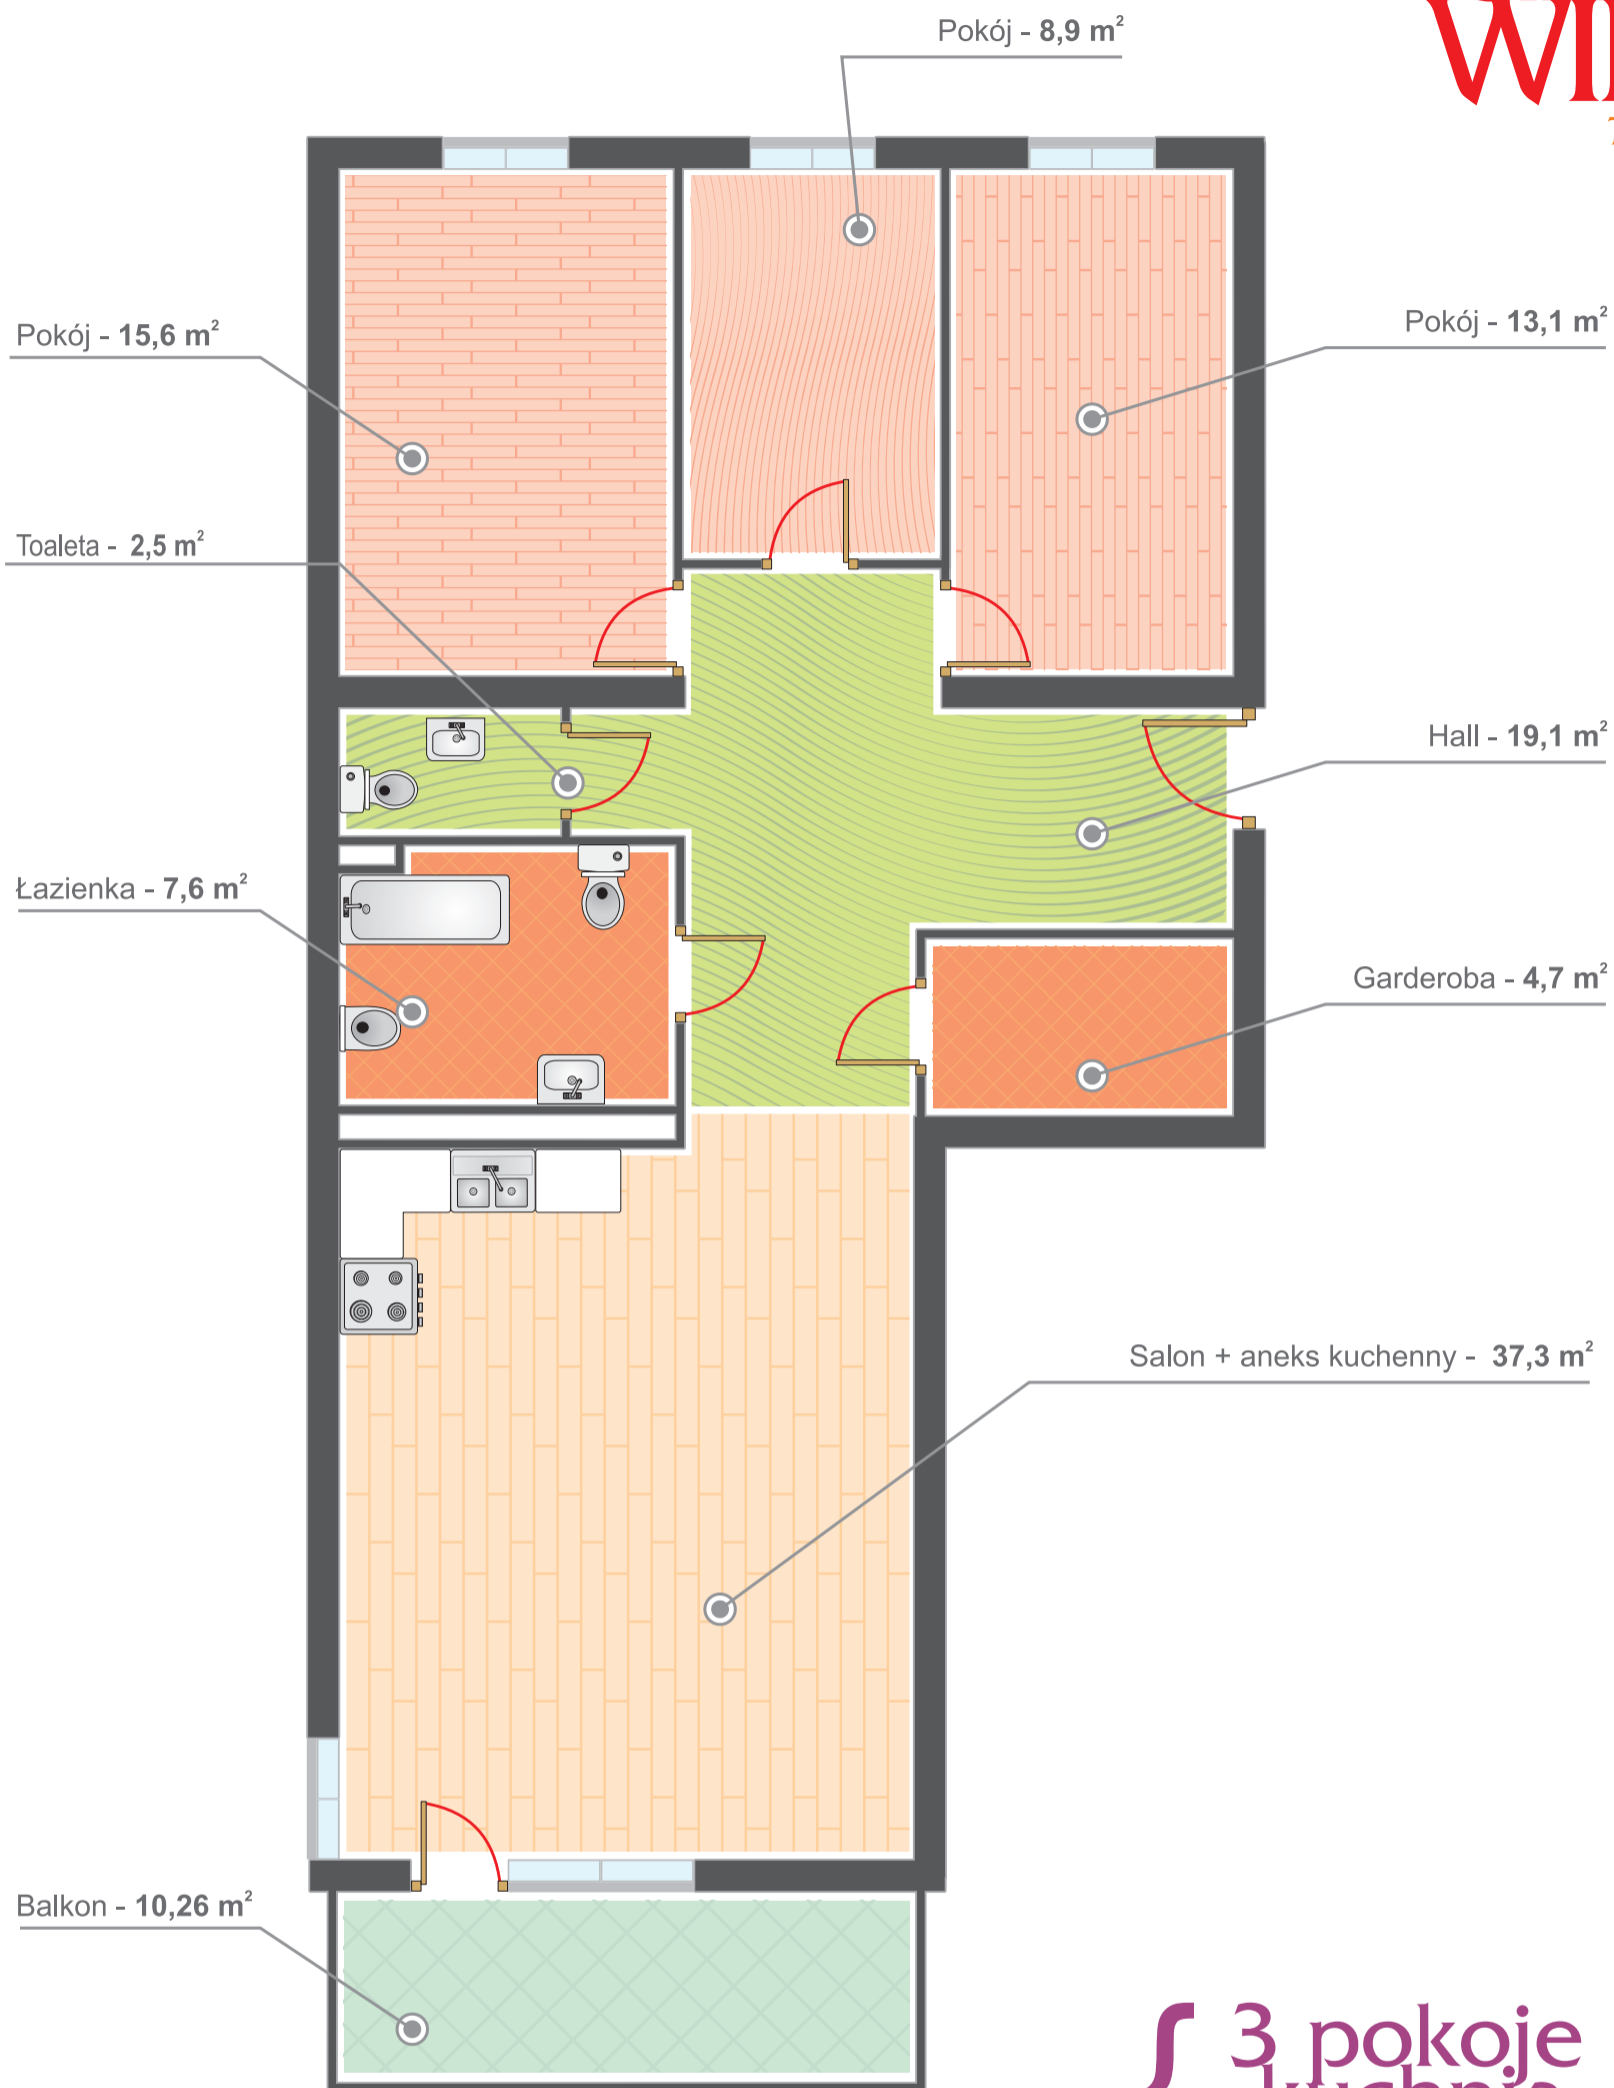 Pokój - 8,9 m²
Pokój - 15,6 m²
Pokój - 13,1 m²
Toaleta - 2,5 m²
Hall - 19,1 m²
Łazienka - 7,6 m²
Garderoba - 4,7 m²
Salon + aneks kuchenny - 37,3 m²
Balkon - 10,26 m²
3 pokoje
kuchnia